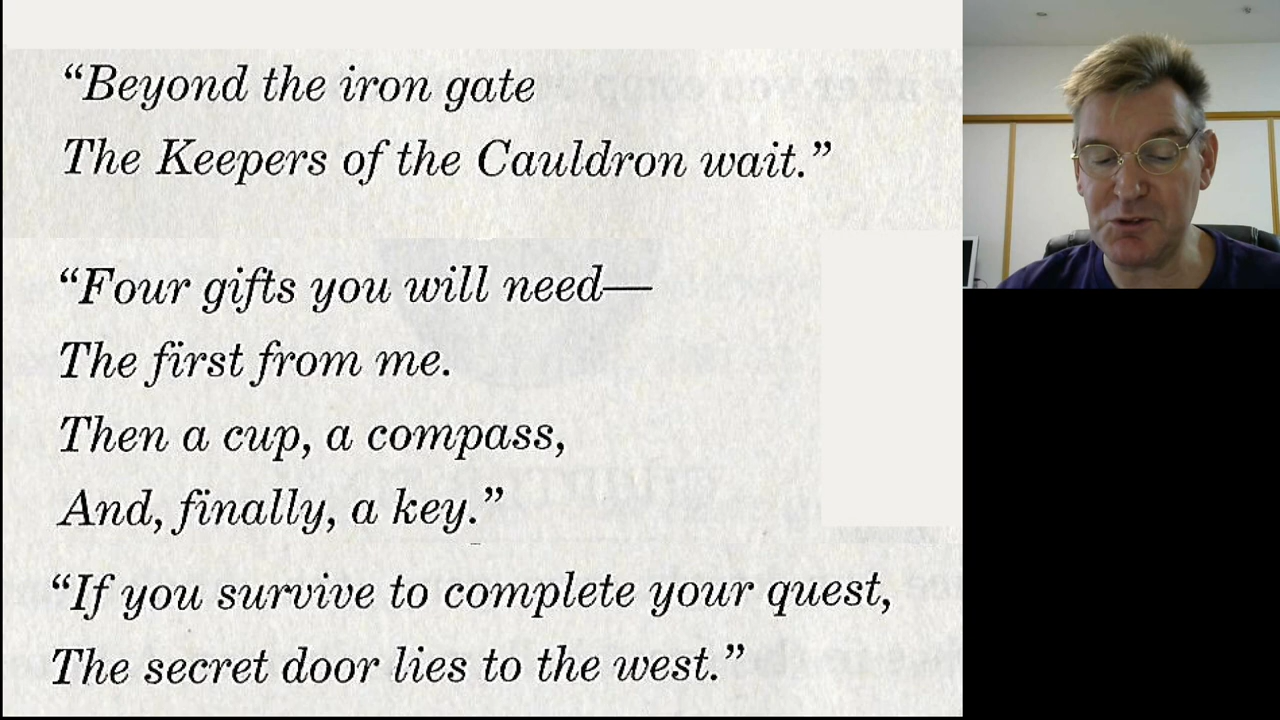 “Beyond the iron gate
The Keepers of the Cauldron wait.”
“Four gifts you will need—
The first from me.
Then a cup, a compass,
And, finally, a key.”
“If you survive to complete your quest,
The secret door lies to the west.”